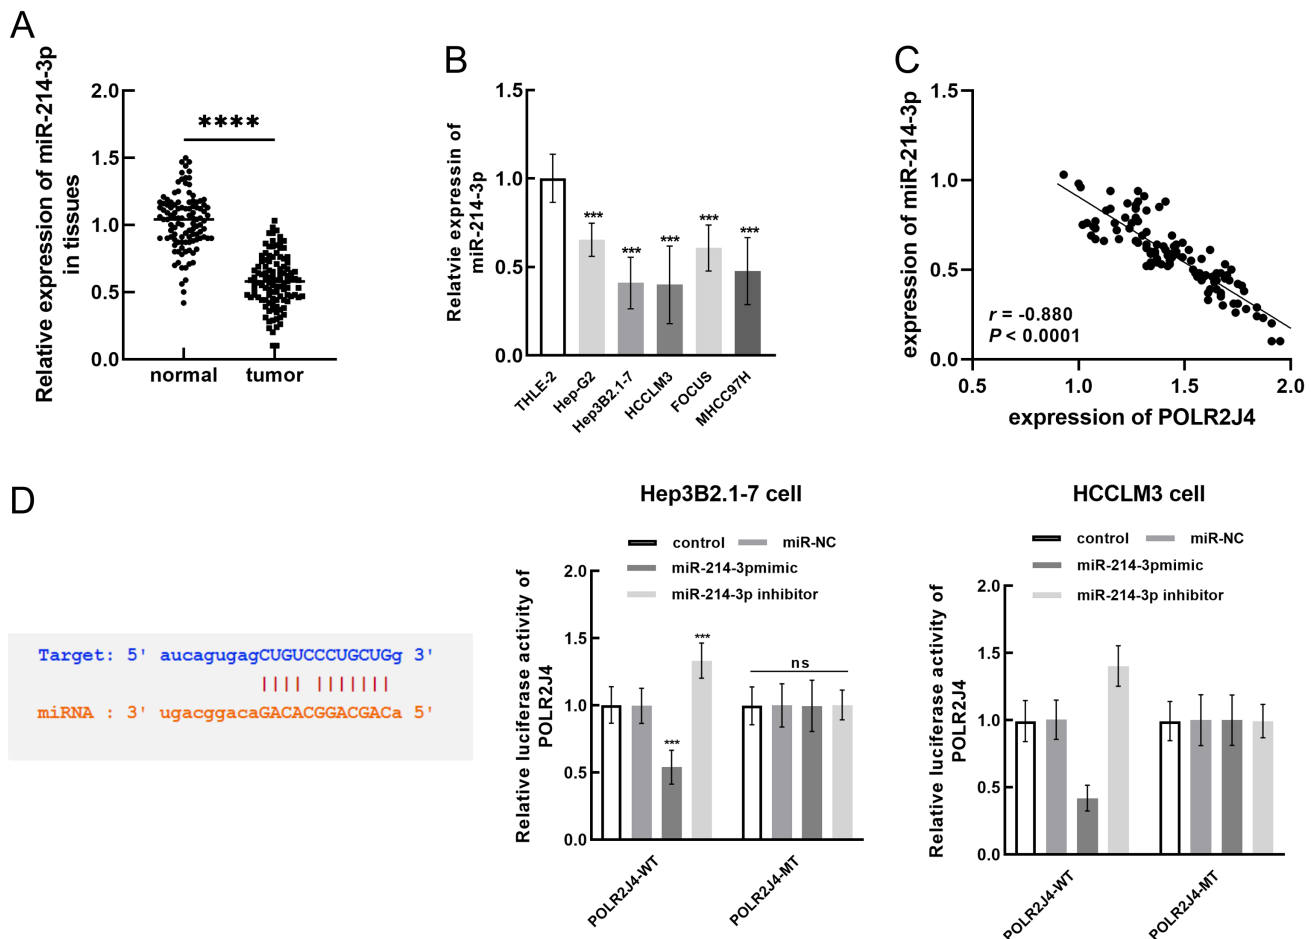 A
Relative expression of miR-214-3p
in tissues
2.0
1.5
1.0
0.5
0.0
****
normal tumor
B
Relatvie expressin of
miR-214-3p
1.5
1.0
0.5
0.0
***
***
***
***
***
THLE-2
Hep-G2
Hep3B2.1-7
HCCLM3
FOCUS
MHCC97H
C
expression of miR-214-3p
1.5
1.0
0.5
0.0
r = -0.880
P < 0.0001
0.5 1.0 1.5 2.0
expression of POLR2J4
D
Target: 5' aucagugagCUGUCCCUGCUGg 3'
|||| |||||||
miRNA : 3' ugacggacaGACACGGACGACa 5'
Hep3B2.1-7 cell
control miR-NC
miR-214-3pmimic
miR-214-3p inhibitor
Relative luciferase activity of
POLR2J4
2.0
1.5
1.0
0.5
0.0
***
***
ns
POLR2J4-WT
POLR2J4-MT
HCCLM3 cell
control miR-NC
miR-214-3pmimic
miR-214-3p inhibitor
Relative luciferase activity of
POLR2J4
2.0
1.5
1.0
0.5
0.0
POLR2J4-WT
POLR2J4-MT